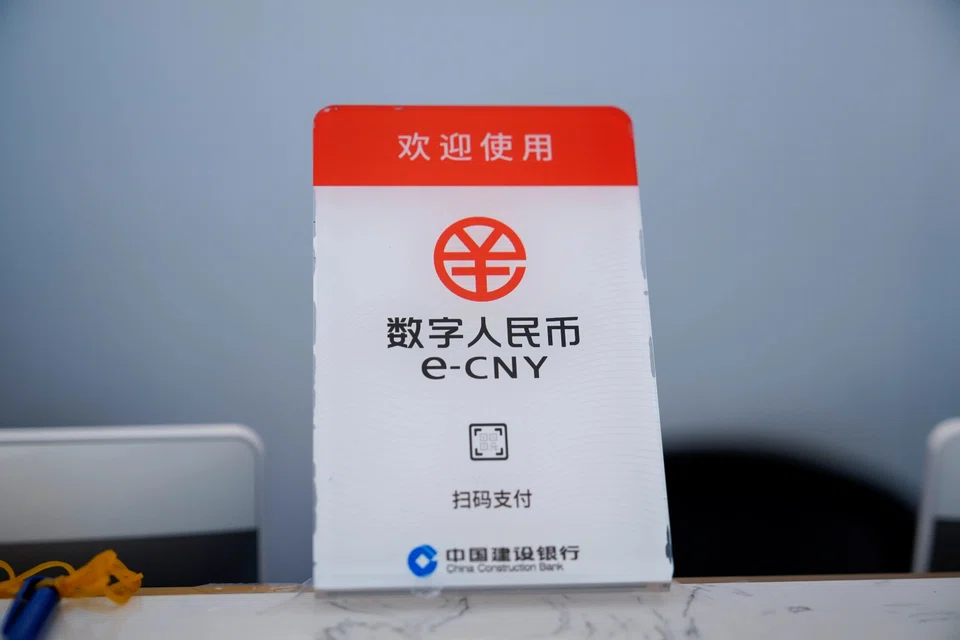 欢迎使用
数字人民币
e-CNY
扫码支付
中国建设银行
China Construction Bank